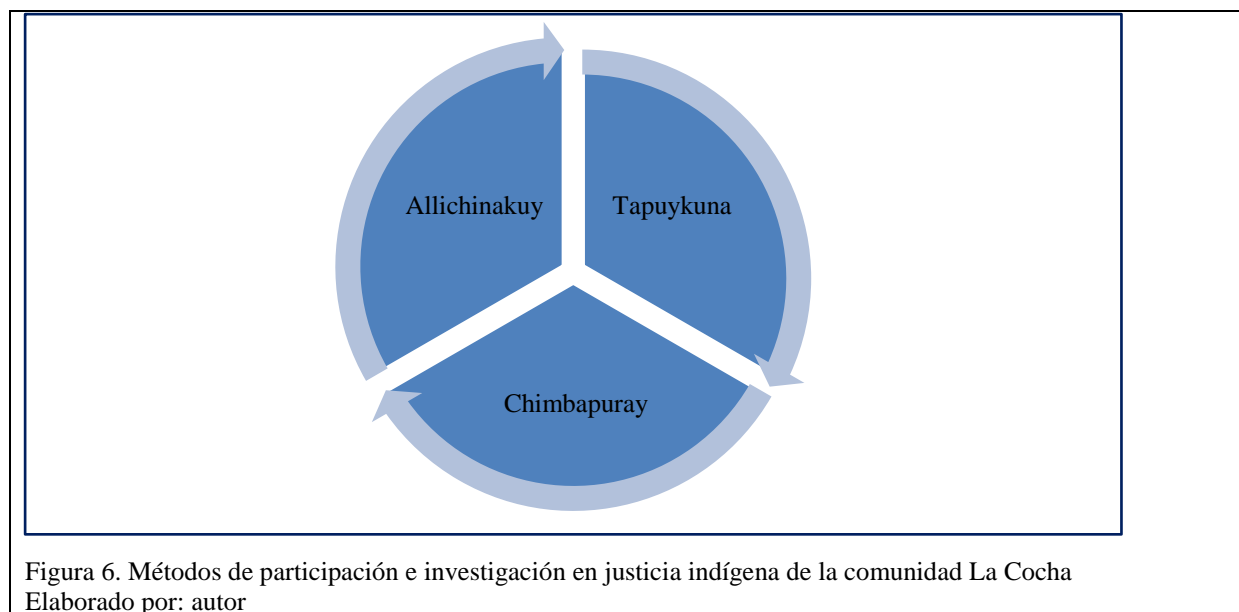 Allichinakuy
Tapuykuna
Chimbapuray
Figura 6. Métodos de participación e investigación en justicia indígena de la comunidad La Cocha
Elaborado por: autor